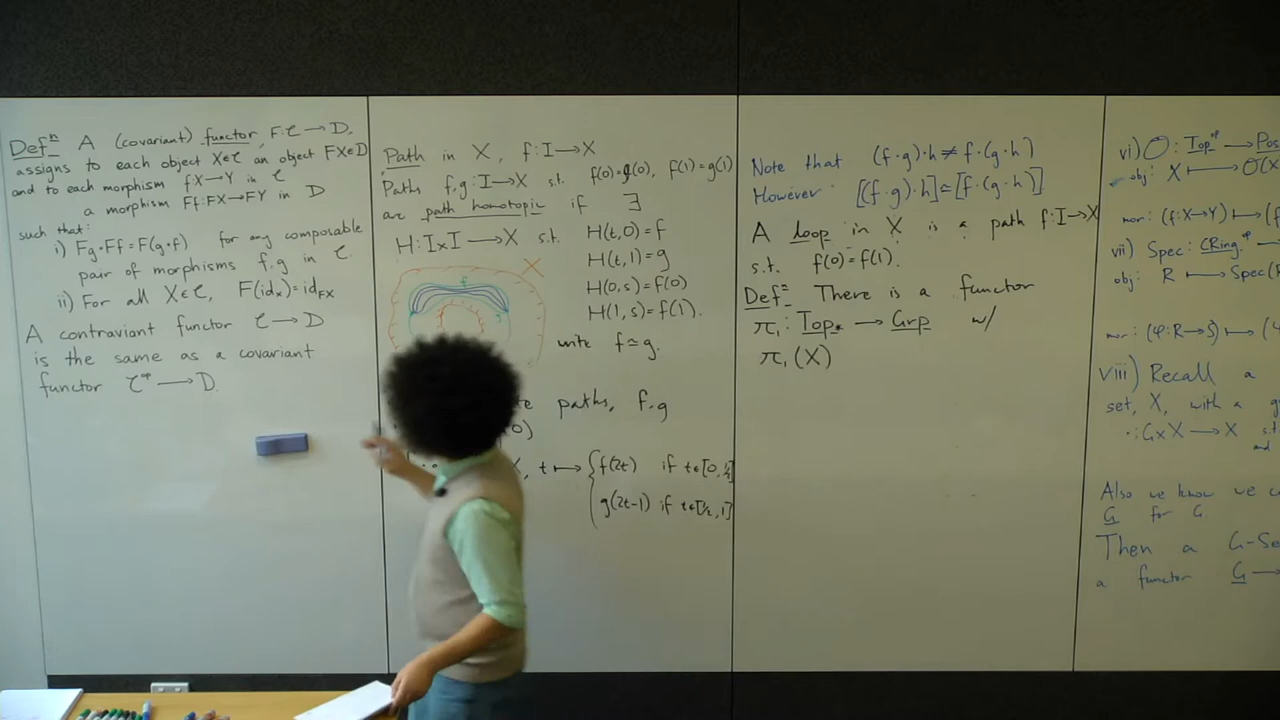 Defⁿ A (covariant) functor, F: C → D,
assigns to each object X∈C an object FX∈D
and to each morphism f:X→Y in C
a morphism Ff: FX→FY in D
such that:
i) Fg∘Ff = F(g∘f) for any composable
pair of morphisms f,g in C.
ii) For all X∈C, F(id_X) = id_FX
A contraviant functor C → D
is the same as a covariant
functor C^op → D.
Path in X, f: I→X
Paths f,g: I→X s.t. f(0)=g(0), f(1)=g(1)
are path homotopic if ∃
H: I×I → X s.t. H(t,0)=f
H(t,1)=g
H(0,s)=f(0)
H(1,s)=f(1).
X
f
write f≃g.
paths, f,g
0)
X, t ↦ { f(2t) if t∈[0,½]
g(2t-1) if t∈[½,1]
Note that (f·g)·h ≠ f·(g·h)
However [(f·g)·h] ≃ [f·(g·h)]
A loop in X is a path f: I→X
s.t. f(0)=f(1).
Defⁿ There is a functor
π₁: Top_* → Grp w/
π₁(X)
vi) O: Top^op → Pos
obj: X ↦ O(X
mor: (f:X→Y) ↦ (f
vii) Spec: CRing^op →
obj: R ↦ Spec(R
mor: (φ:R→S) ↦ (
viii) Recall a
set, X, with a
·: G×X → X s.t.
and
Also we know we c
G for G.
Then a G-Se
a functor G →